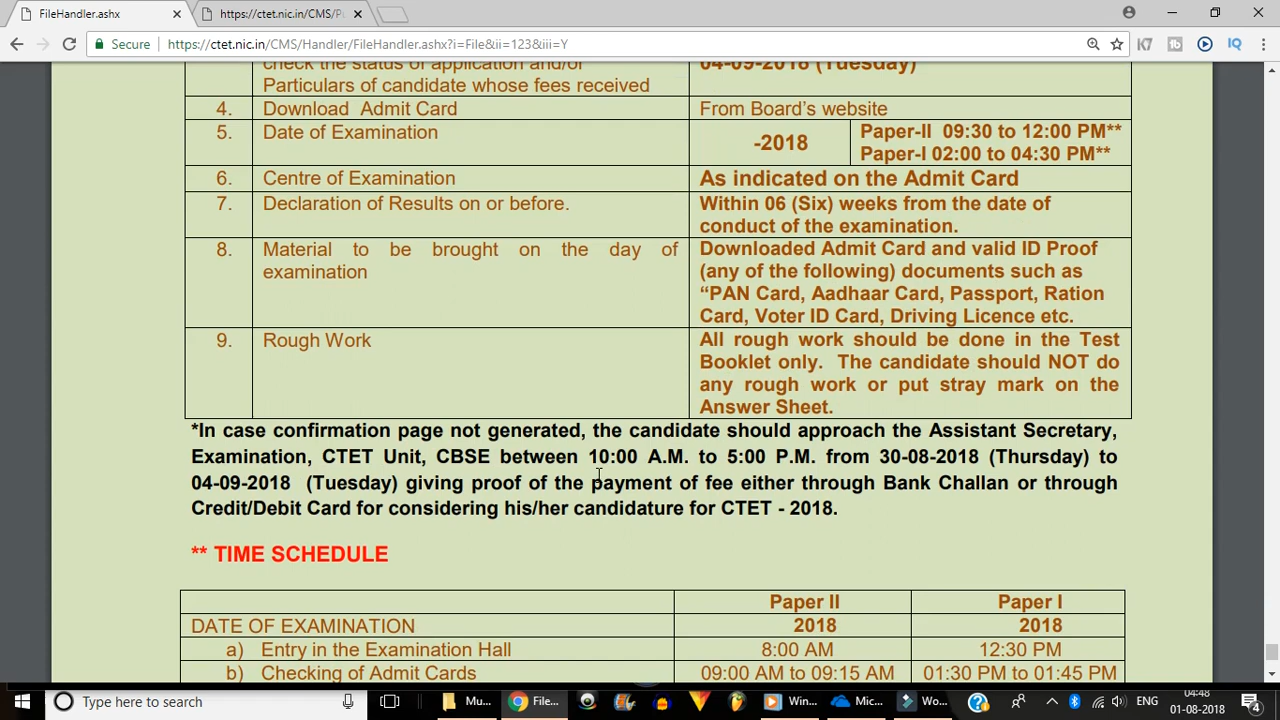 FileHandler.ashx
https://ctet.nic.in/CMS/Pu
Secure
https://ctet.nic.in/CMS/Handler/FileHandler.ashx?i=File&ii=123&iii=Y
check the status of application and/or
Particulars of candidate whose fees received
04-09-2018 (Tuesday)
4. Download Admit Card From Board's website
5. Date of Examination -2018 Paper-II 09:30 to 12:00 PM**
Paper-I 02:00 to 04:30 PM**
6. Centre of Examination As indicated on the Admit Card
7. Declaration of Results on or before. Within 06 (Six) weeks from the date of
conduct of the examination.
8. Material to be brought on the day of
examination
Downloaded Admit Card and valid ID Proof
(any of the following) documents such as
“PAN Card, Aadhaar Card, Passport, Ration
Card, Voter ID Card, Driving Licence etc.
9. Rough Work
All rough work should be done in the Test
Booklet only. The candidate should NOT do
any rough work or put stray mark on the
Answer Sheet.
*In case confirmation page not generated, the candidate should approach the Assistant Secretary,
Examination, CTET Unit, CBSE between 10:00 A.M. to 5:00 P.M. from 30-08-2018 (Thursday) to
04-09-2018 (Tuesday) giving proof of the payment of fee either through Bank Challan or through
Credit/Debit Card for considering his/her candidature for CTET - 2018.
** TIME SCHEDULE
Paper II Paper I
DATE OF EXAMINATION 2018 2018
a) Entry in the Examination Hall 8:00 AM 12:30 PM
b) Checking of Admit Cards 09:00 AM to 09:15 AM 01:30 PM to 01:45 PM
Type here to search
Mu...
File...
Win...
Mic...
Wo...
ENG
04:48
01-08-2018
4
K7
IQ